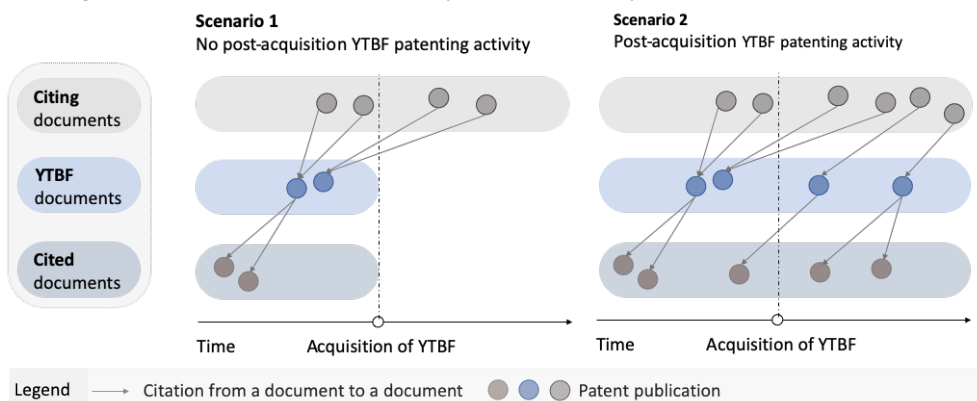 Scenario 1
No post-acquisition YTBF patenting activity
Scenario 2
Post-acquisition YTBF patenting activity
Citing
documents
YTBF
documents
Cited
documents
Time
Acquisition of YTBF
Time
Acquisition of YTBF
Legend
Citation from a document to a document
Patent publication